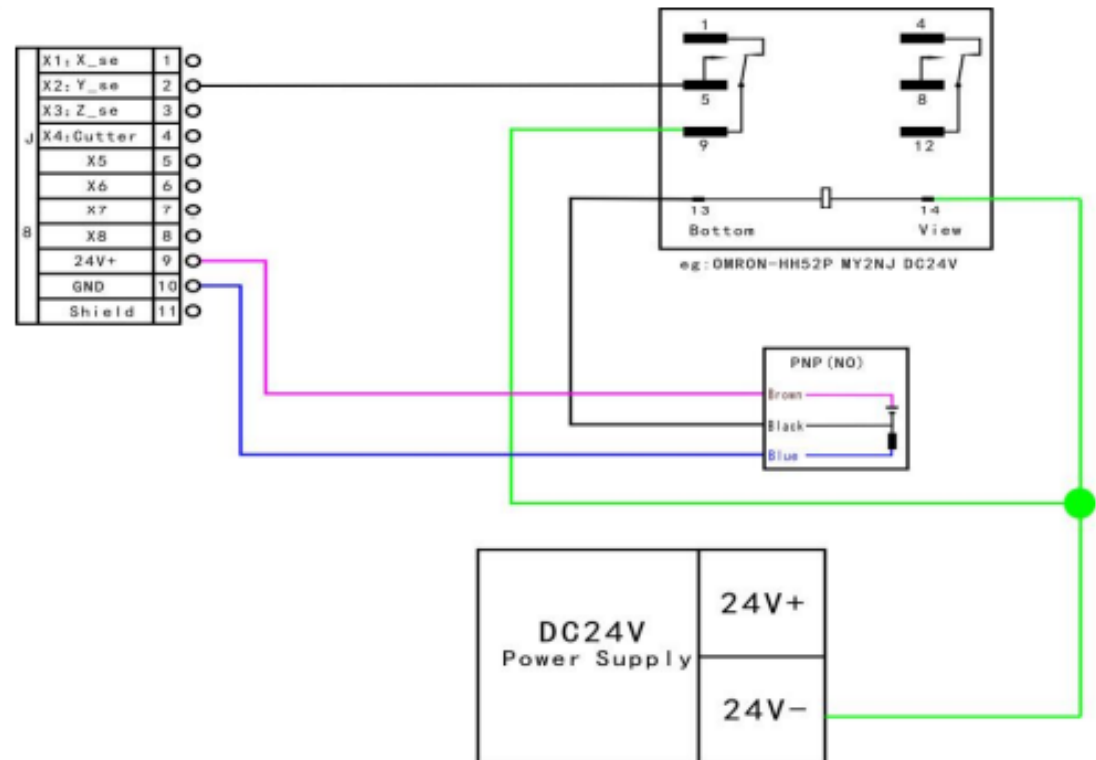 J
8
X1:X_se 1
X2:Y_se 2
X3:Z_se 3
X4:Cutter 4
X5 5
X6 6
X7 7
X8 8
24V+ 9
GND 10
Shield 11
1 4
5 8
9 12
13 14
Bottom View
eg:OMRON-HH52P MY2NJ DC24V
PNP(NO)
Brown
Black
Blue
DC24V
Power Supply
24V+
24V-